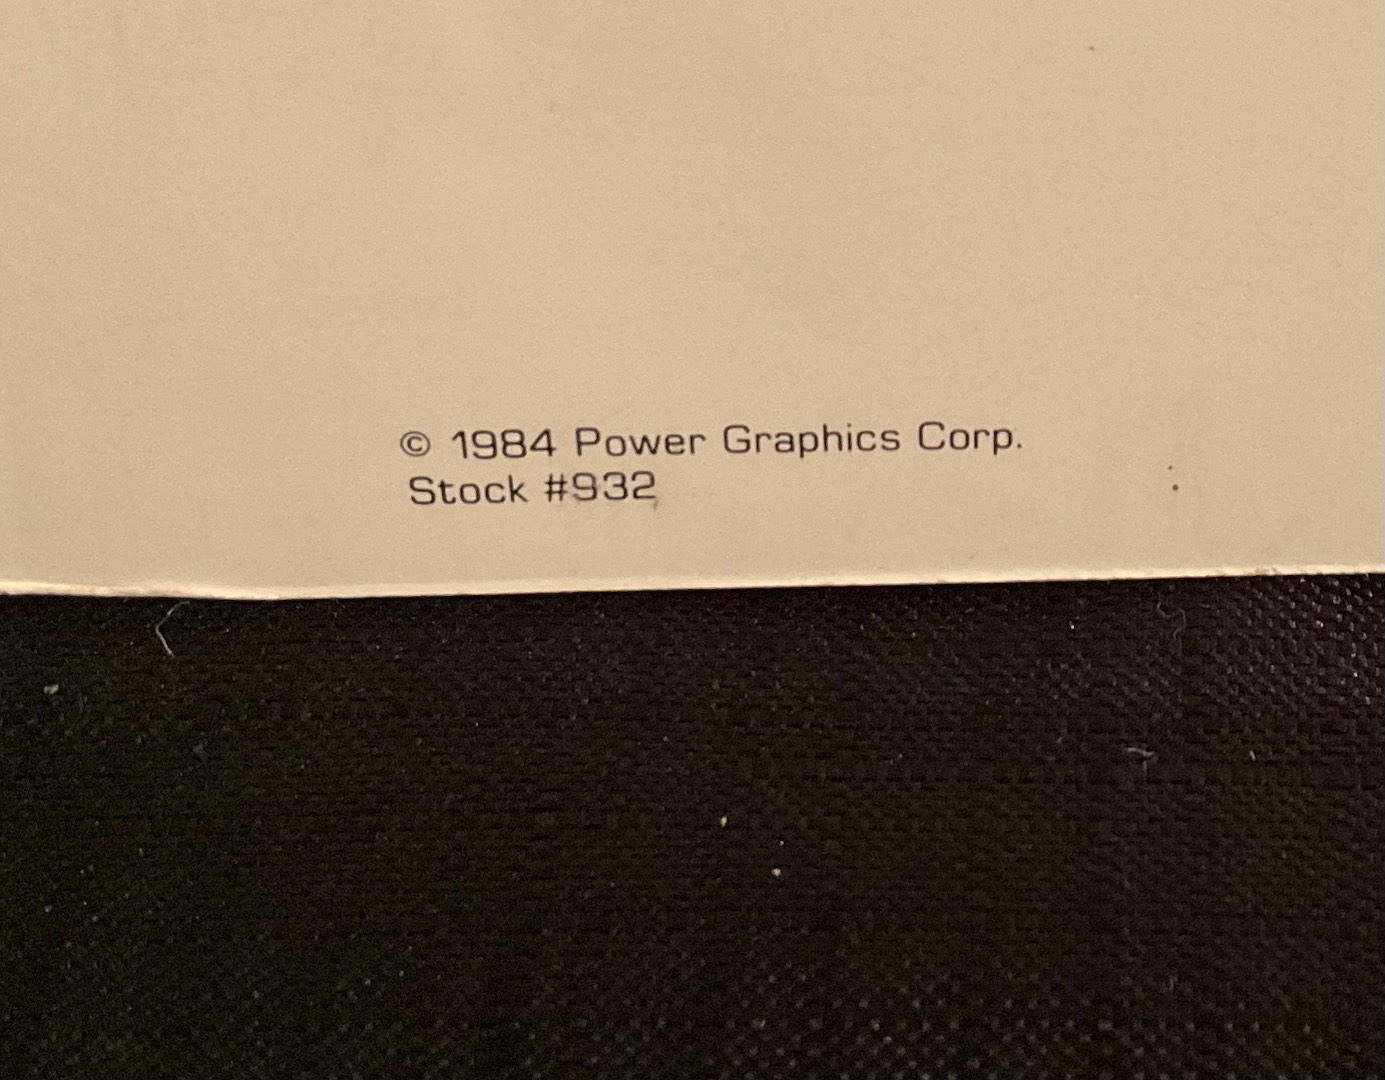 © 1984 Power Graphics Corp.
Stock #932